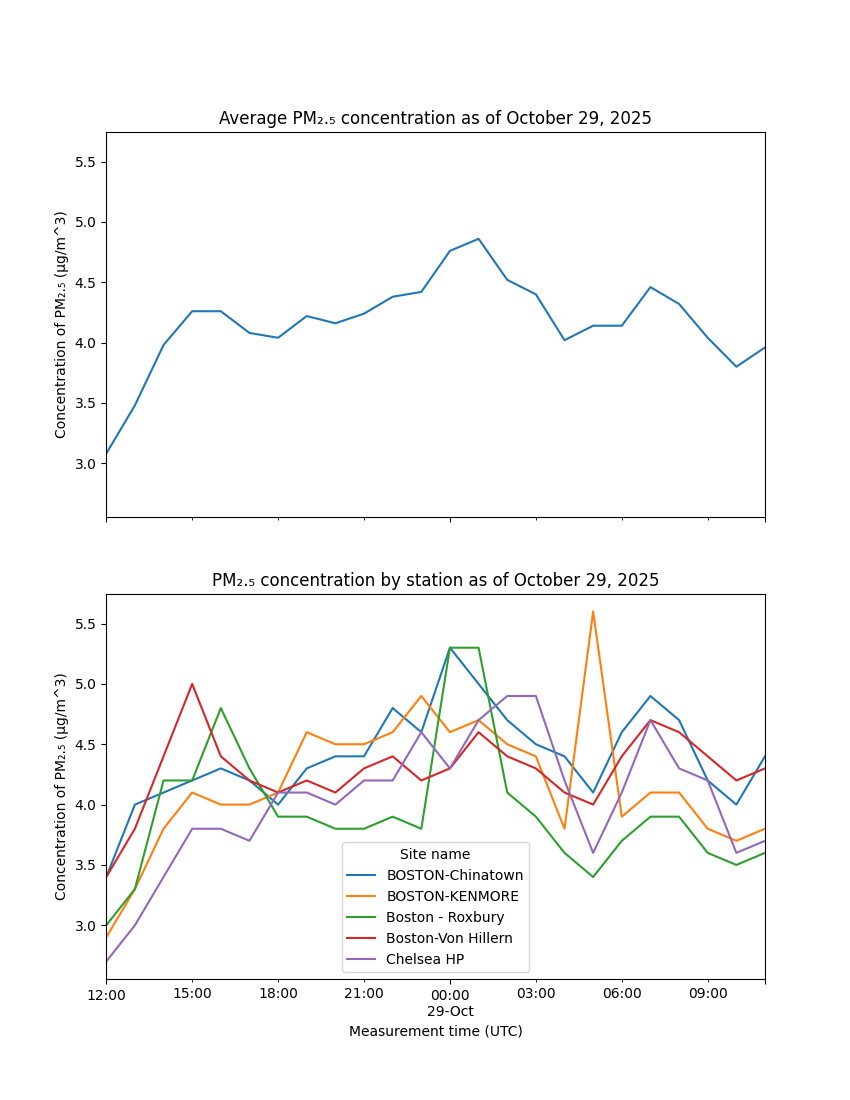 Average PM₂.₅ concentration as of October 29, 2025
Concentration of PM₂.₅ (µg/m^3)
5.5
5.0
4.5
4.0
3.5
3.0
PM₂.₅ concentration by station as of October 29, 2025
Concentration of PM₂.₅ (µg/m^3)
5.5
5.0
4.5
4.0
3.5
3.0
Site name
BOSTON-Chinatown
BOSTON-KENMORE
Boston - Roxbury
Boston-Von Hillern
Chelsea HP
12:00 15:00 18:00 21:00 00:00 03:00 06:00 09:00
29-Oct
Measurement time (UTC)